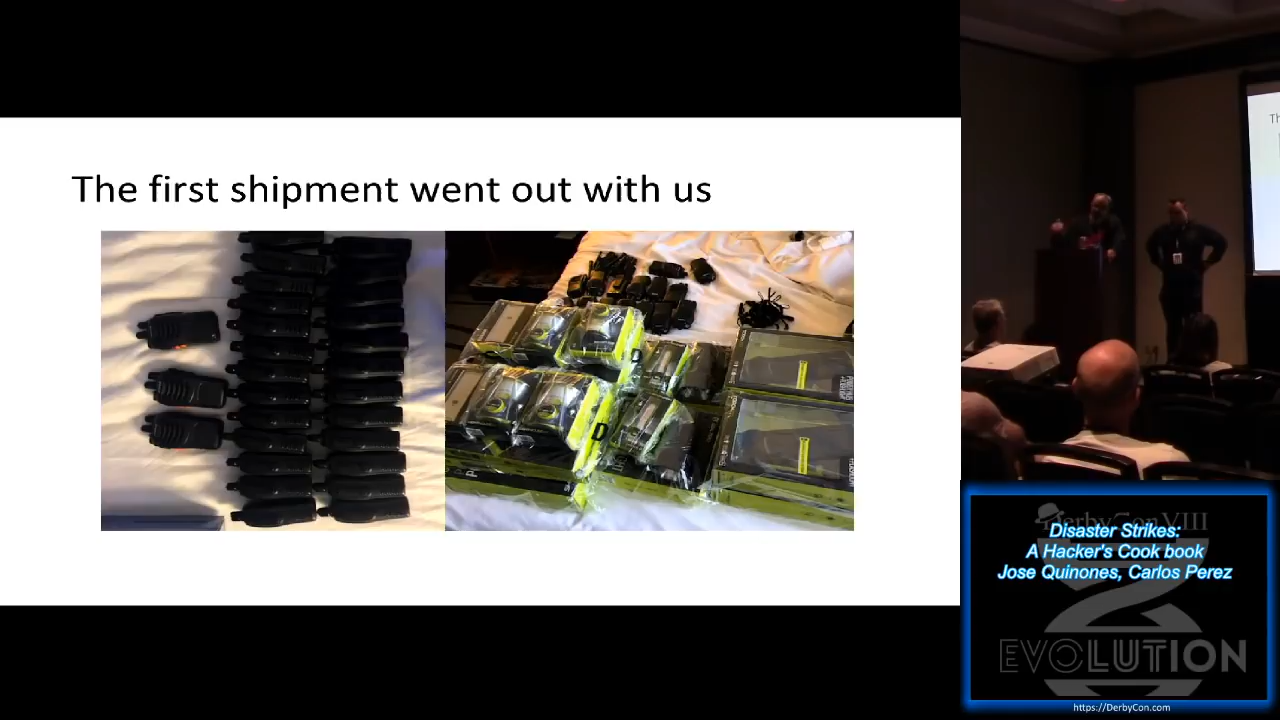 The first shipment went out with us
D
D
Th
DerbyCon VIII
Disaster Strikes:
A Hacker's Cook book
Jose Quinones, Carlos Perez
EVOLUTION
https://DerbyCon.com